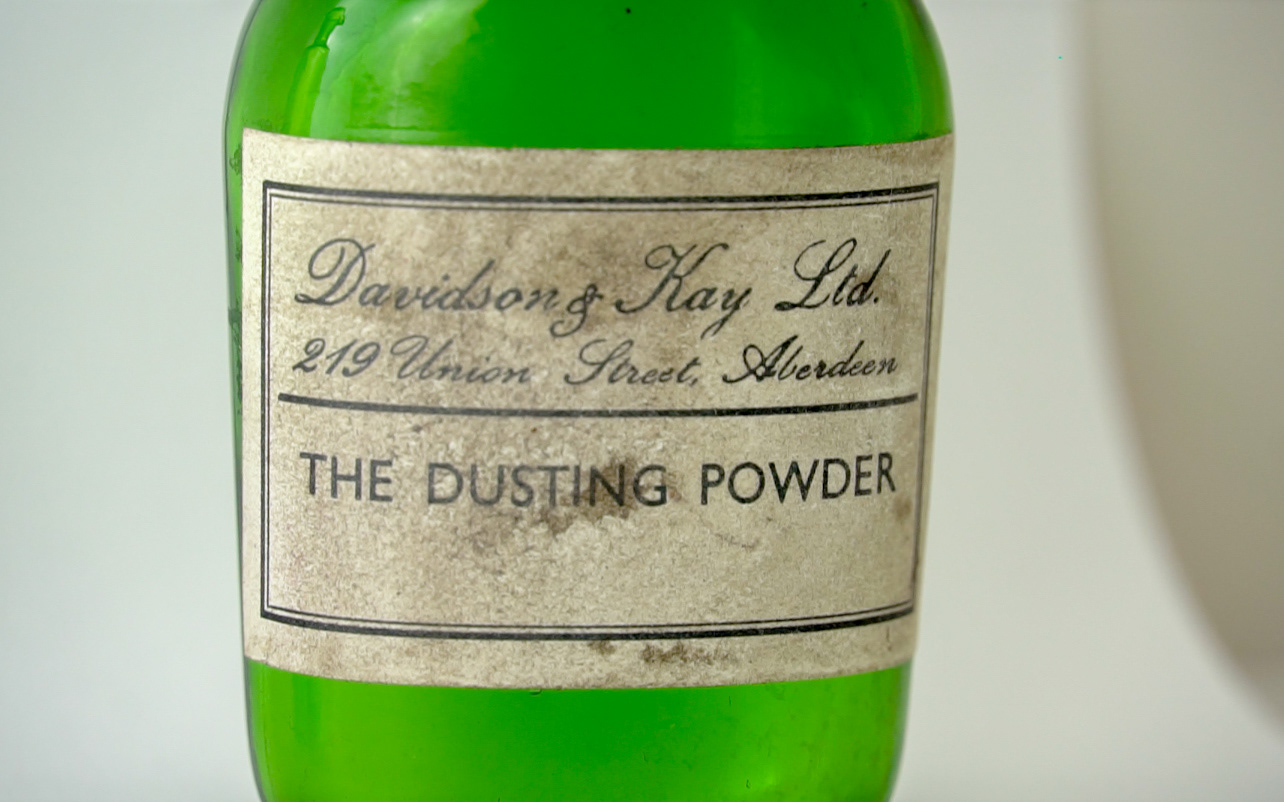 Davidson & Kay Ltd.
219 Union Street, Aberdeen
THE DUSTING POWDER